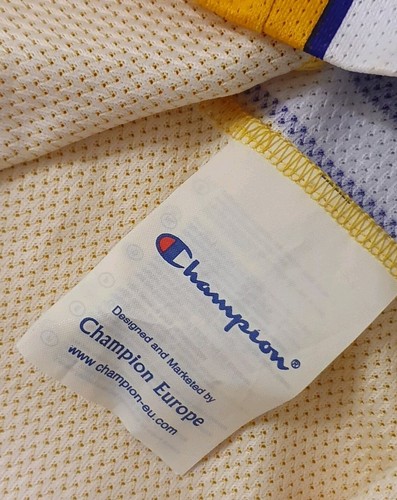 Champion®
Designed and Marketed by
Champion Europe
www.champion-eu.com